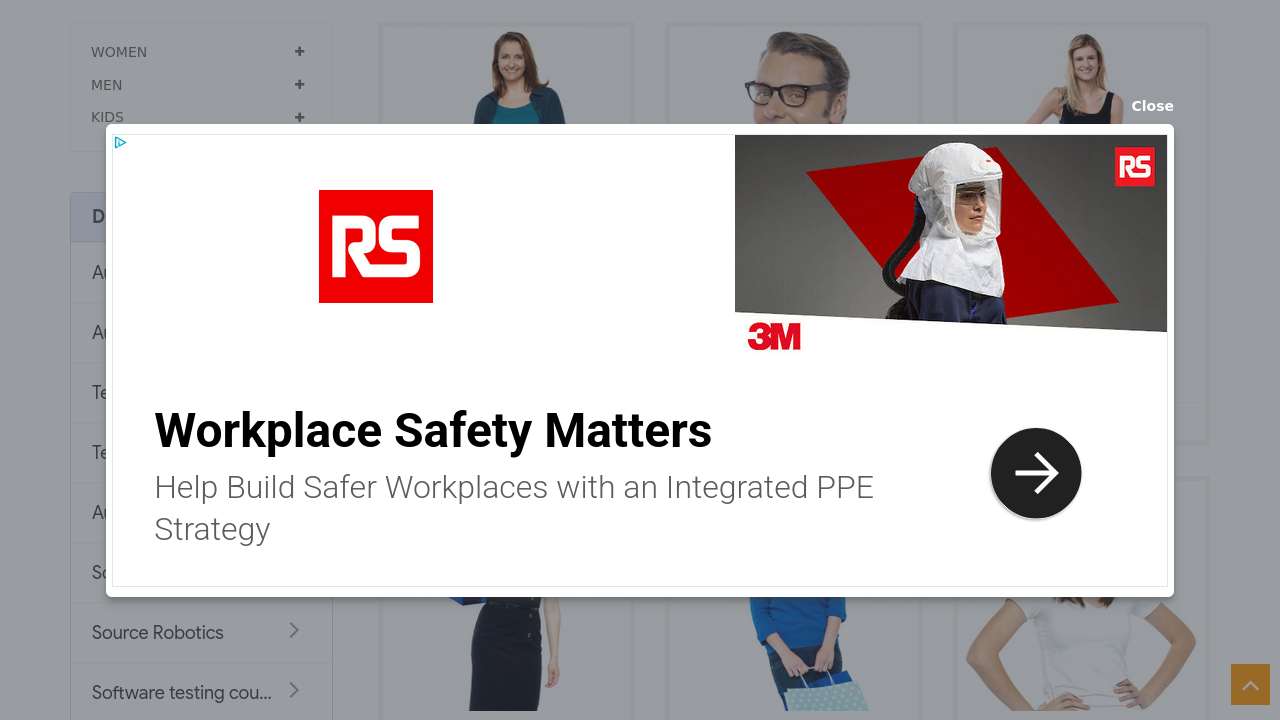 WOMEN
MEN
KIDS
Close
RS
RS
3M
Workplace Safety Matters
Help Build Safer Workplaces with an Integrated PPE
Strategy
Source Robotics
Software testing cou...